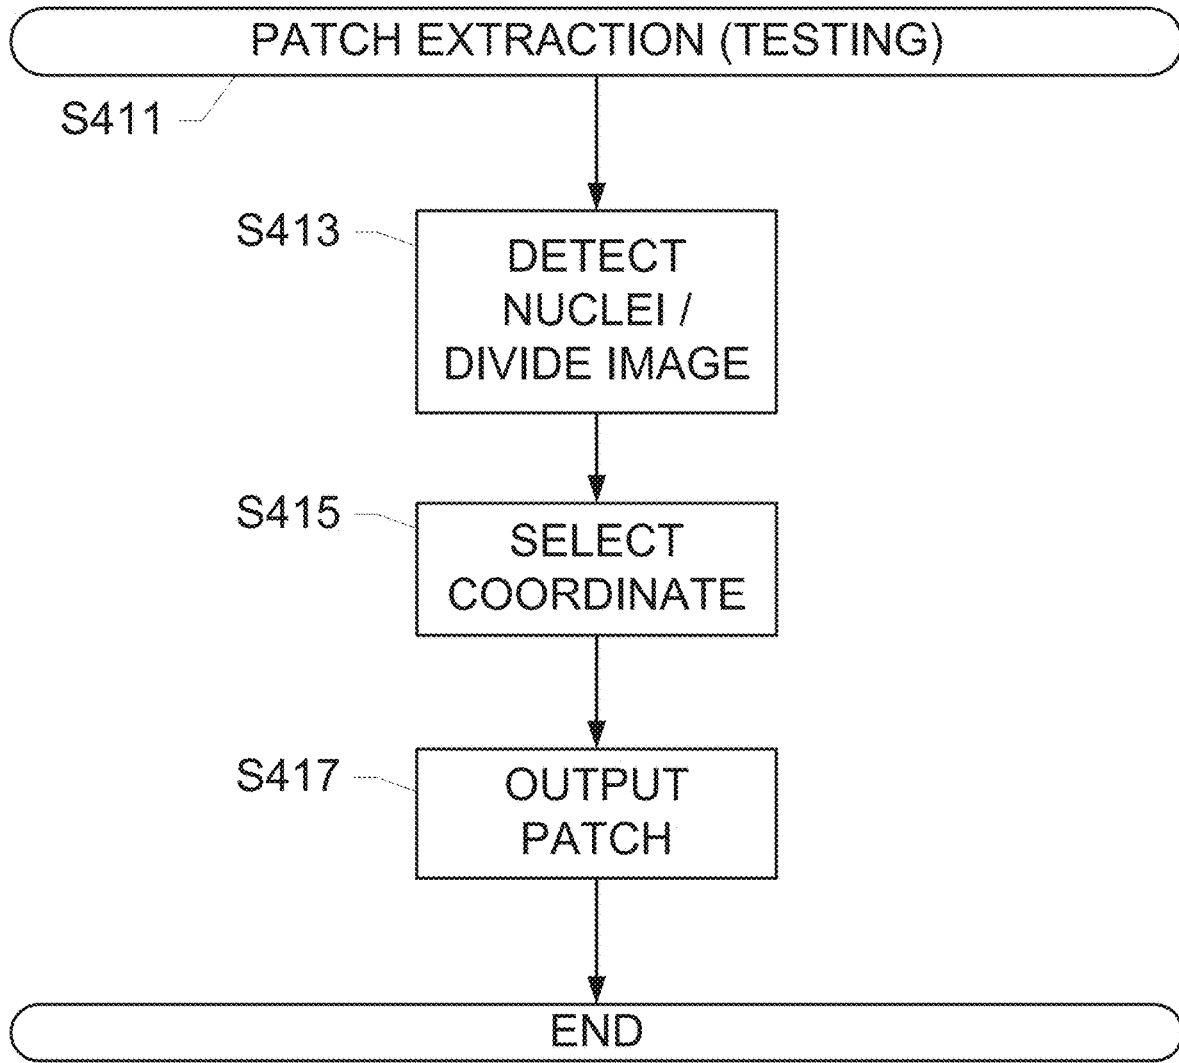 PATCH EXTRACTION (TESTING)
S411
S413
DETECT
NUCLEI /
DIVIDE IMAGE
S415
SELECT
COORDINATE
S417
OUTPUT
PATCH
END